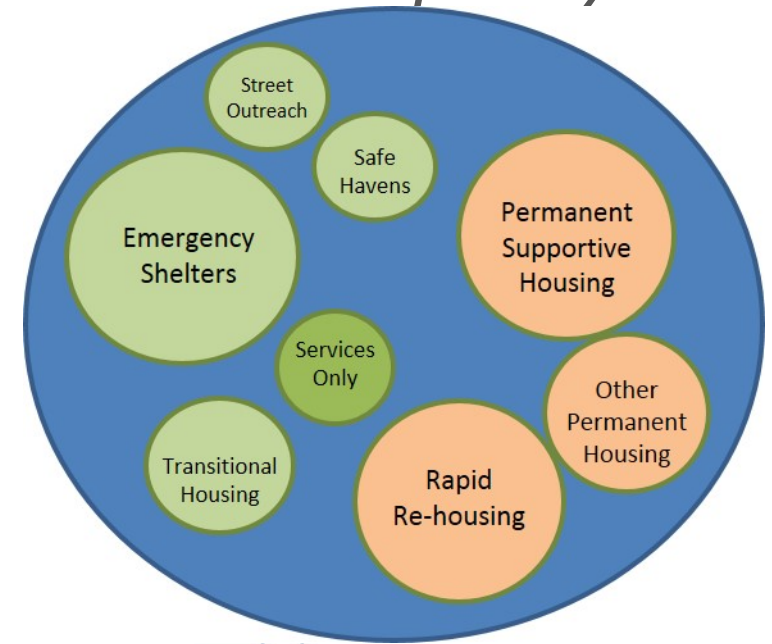 Street
Outreach
Safe
Havens
Emergency
Shelters
Permanent
Supportive
Housing
Services
Only
Other
Permanent
Housing
Transitional
Housing
Rapid
Re-housing